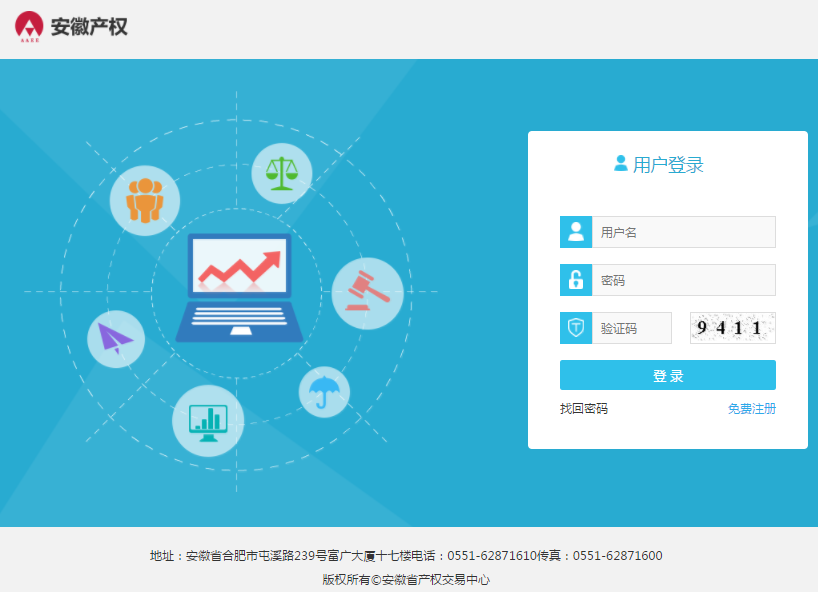 安徽产权
AAEE
用户登录
用户名
密码
验证码
9411
登录
找回密码 免费注册
地址：安徽省合肥市屯溪路239号富广大厦十七楼电话：0551-62871610传真：0551-62871600
版权所有©安徽省产权交易中心